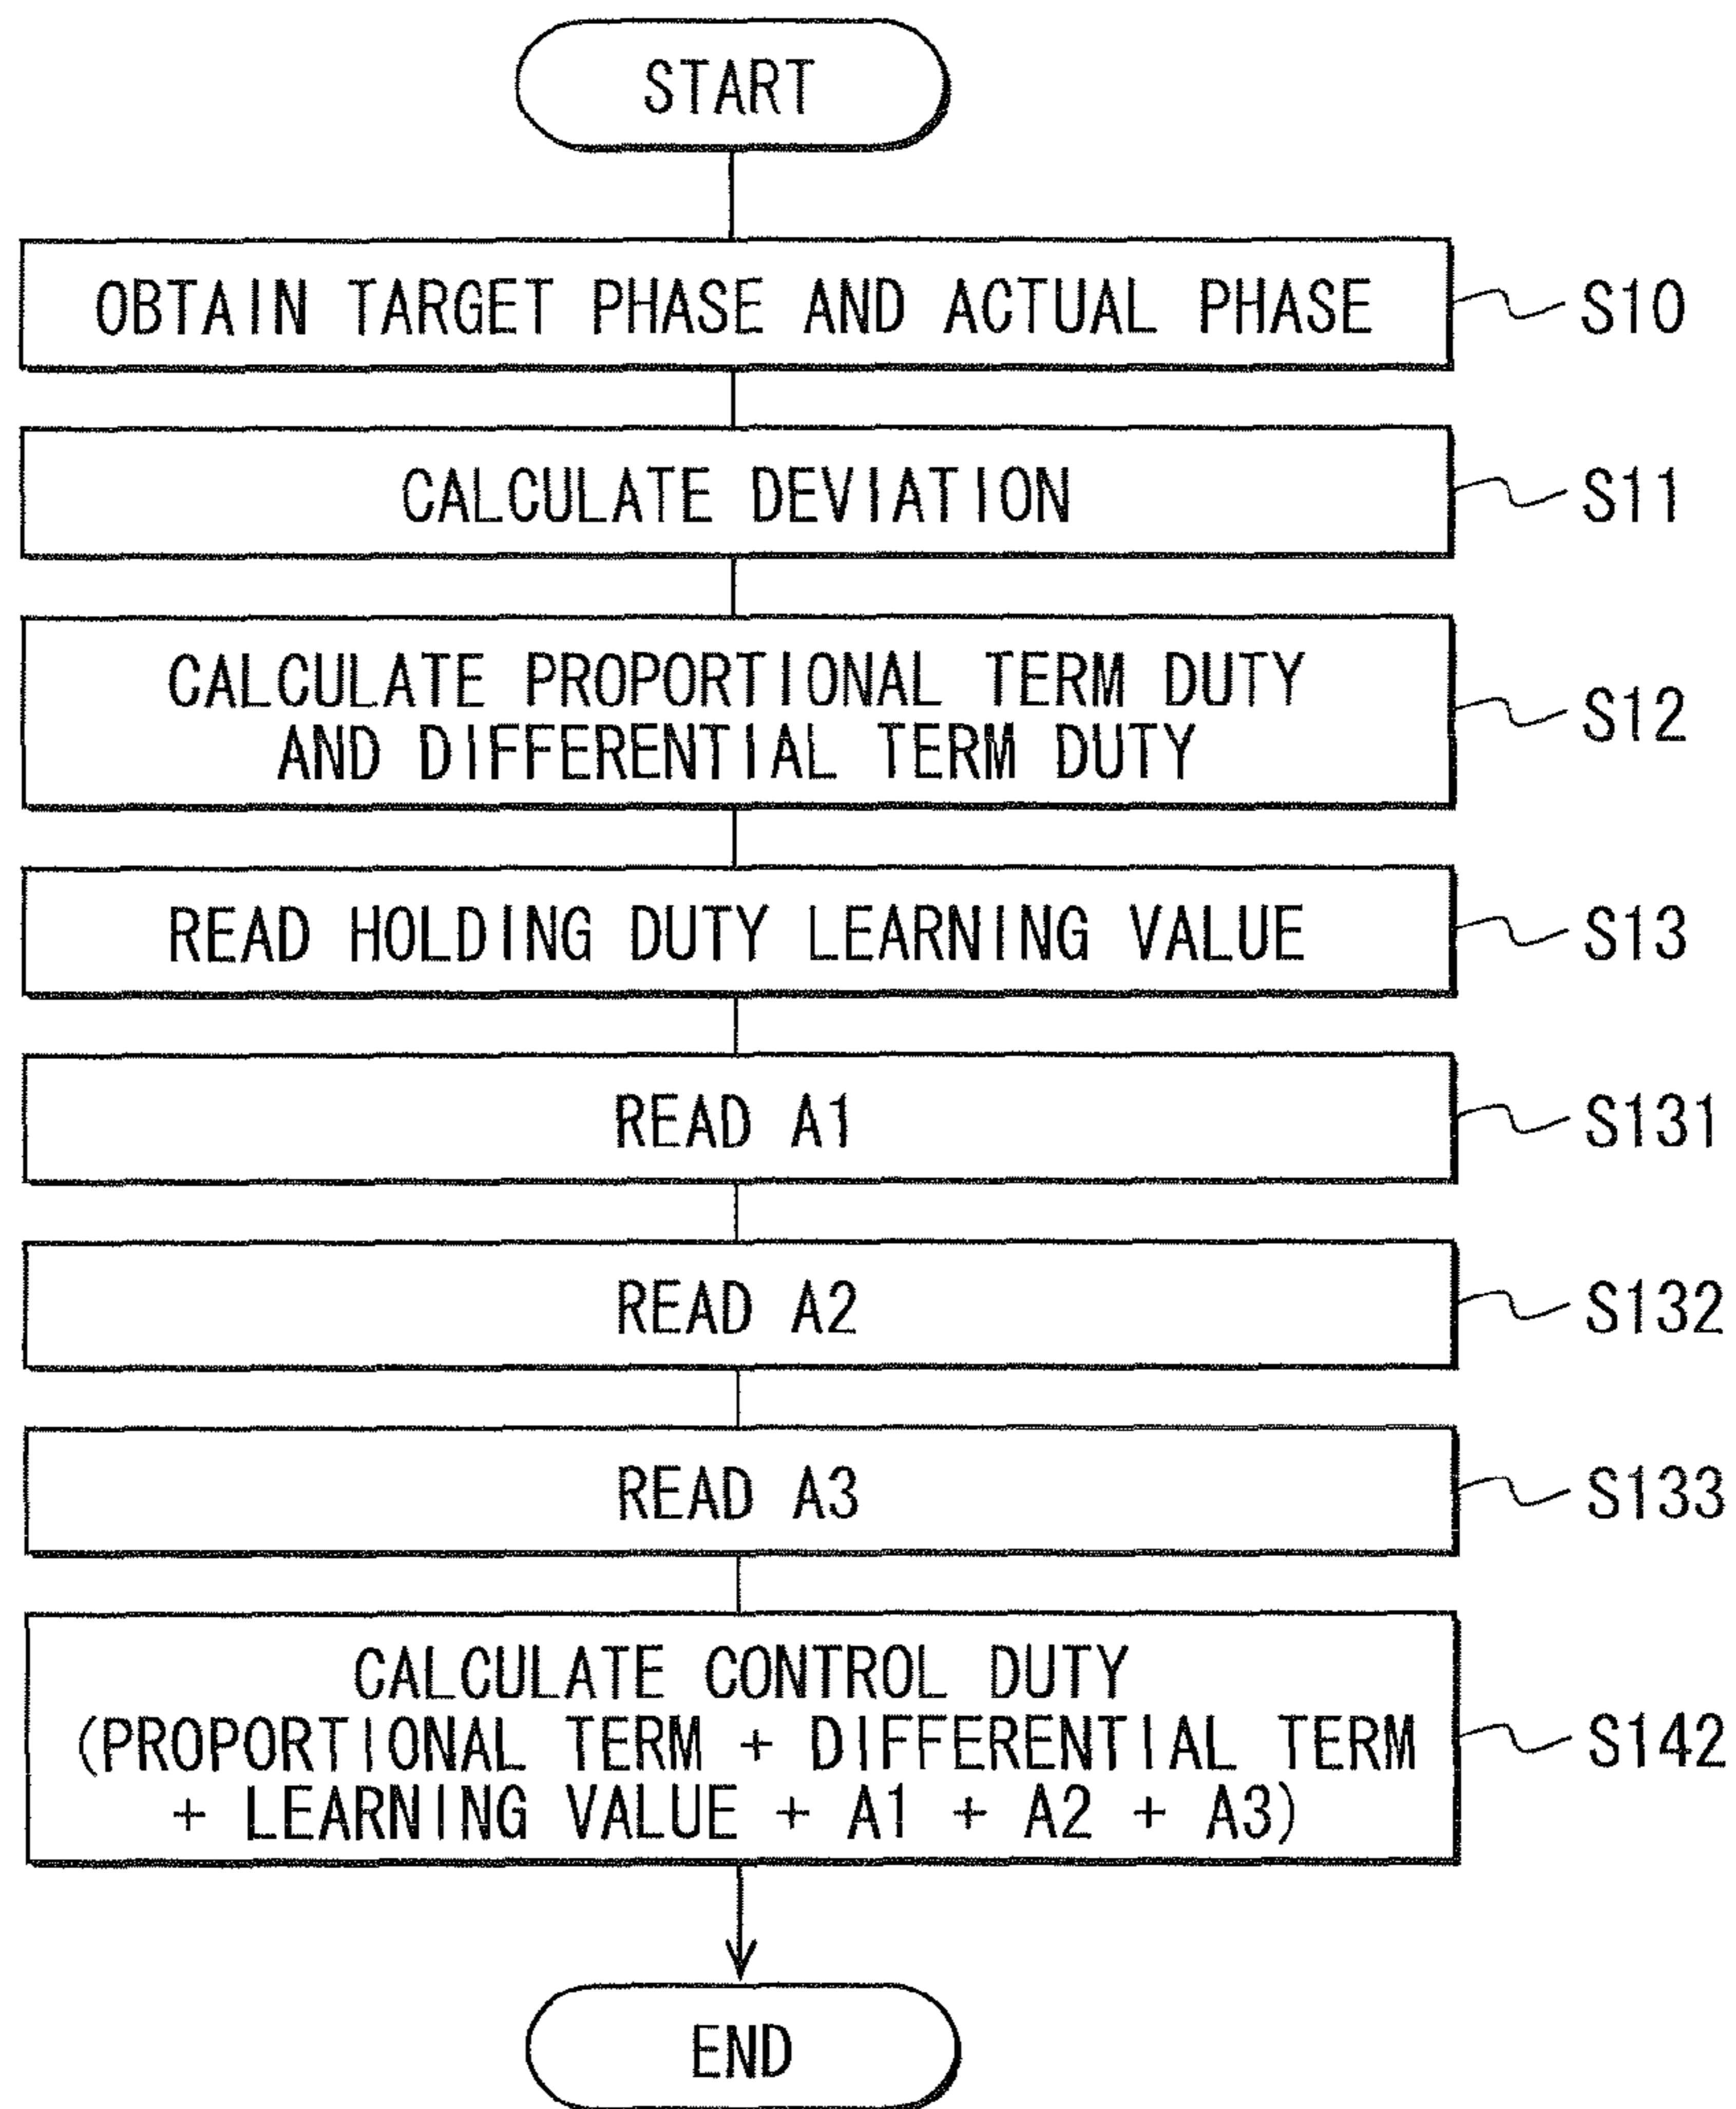 START
OBTAIN TARGET PHASE AND ACTUAL PHASE
S10
CALCULATE DEVIATION
S11
CALCULATE PROPORTIONAL TERM DUTY
AND DIFFERENTIAL TERM DUTY
S12
READ HOLDING DUTY LEARNING VALUE
S13
READ A1
S131
READ A2
S132
READ A3
S133
CALCULATE CONTROL DUTY
(PROPORTIONAL TERM + DIFFERENTIAL TERM
+ LEARNING VALUE + A1 + A2 + A3)
S142
END